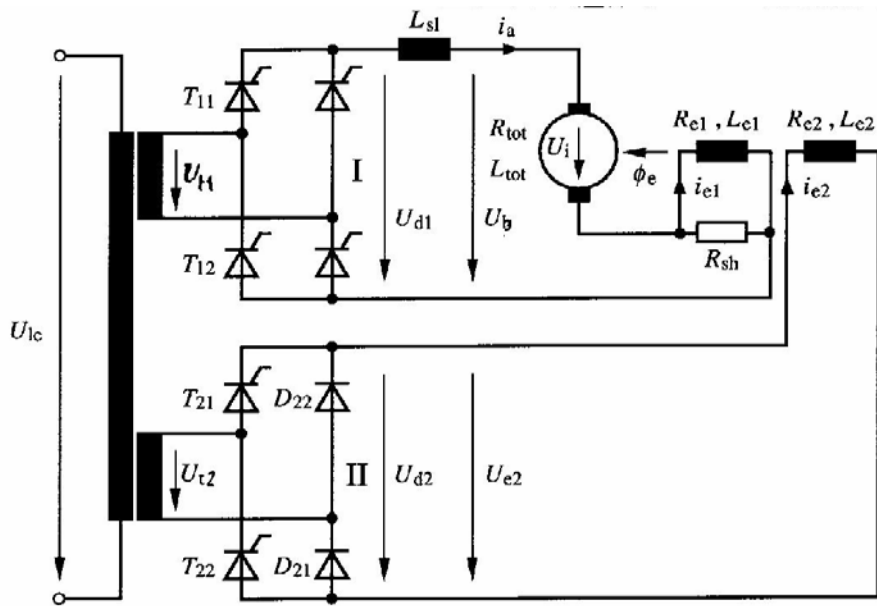 L_sl i_a
T_11
R_tot R_e1 , L_e1 R_e2 , L_e2
U_i
U_t1 I L_tot ϕ_e i_e1 i_e2
U_d1 U_b
T_12 R_sh
U_lc
T_21 D_22
U_t2 II U_d2 U_e2
T_22 D_21